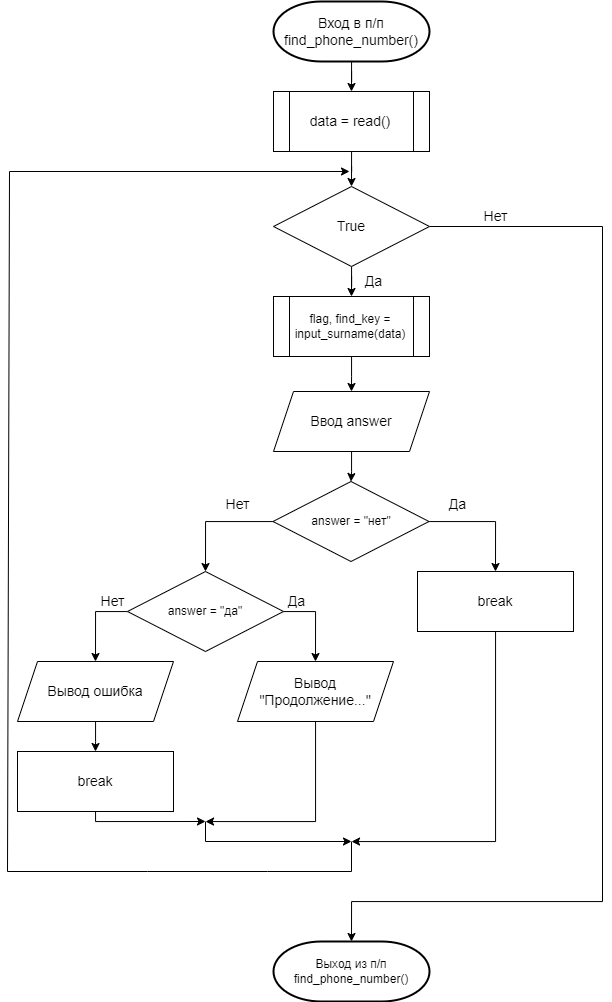 Вход в п/п
find_phone_number()
data = read()
True
Нет
Да
flag, find_key =
input_surname(data)
Ввод answer
Нет
answer = "нет"
Да
Нет
answer = "да"
Да
break
Вывод ошибка
Вывод
"Продолжение..."
break
Выход из п/п
find_phone_number()